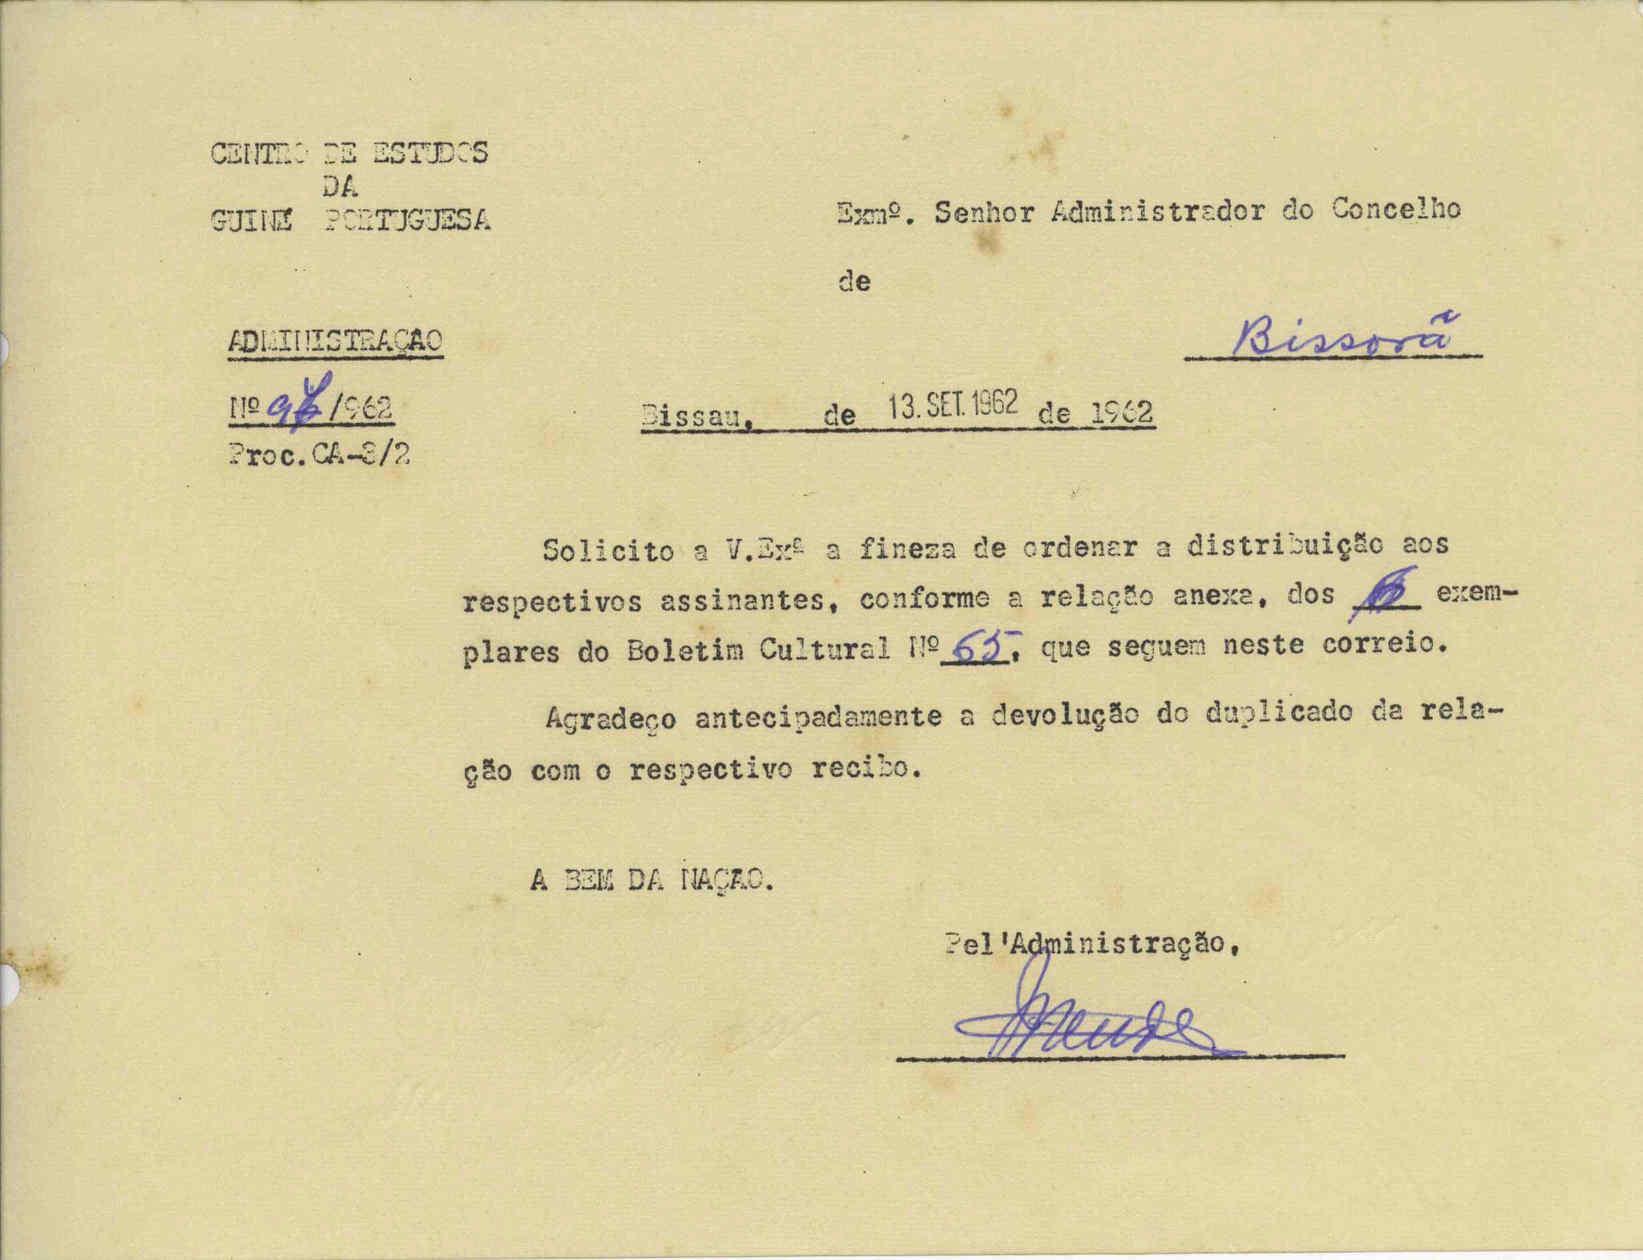 CENTRO DE ESTUDOS
DA
GUINÉ PORTUGUESA
Exmº. Senhor Administrador do Concelho
de
Bissorã
ADMINISTRAÇÃO
Nº /962
Proc.CA-3/2
Bissau, de 13.SET.1962 de 1962
Solicito a V.Exª a fineza de ordenar a distribuição aos
respectivos assinantes, conforme a relação anexa, dos exem-
plares do Boletim Cultural Nº 65, que seguem neste correio.
Agradeço antecipadamente a devolução do duplicado da rela-
ção com o respectivo recibo.
A BEM DA NAÇÃO.
Pel'Administração,